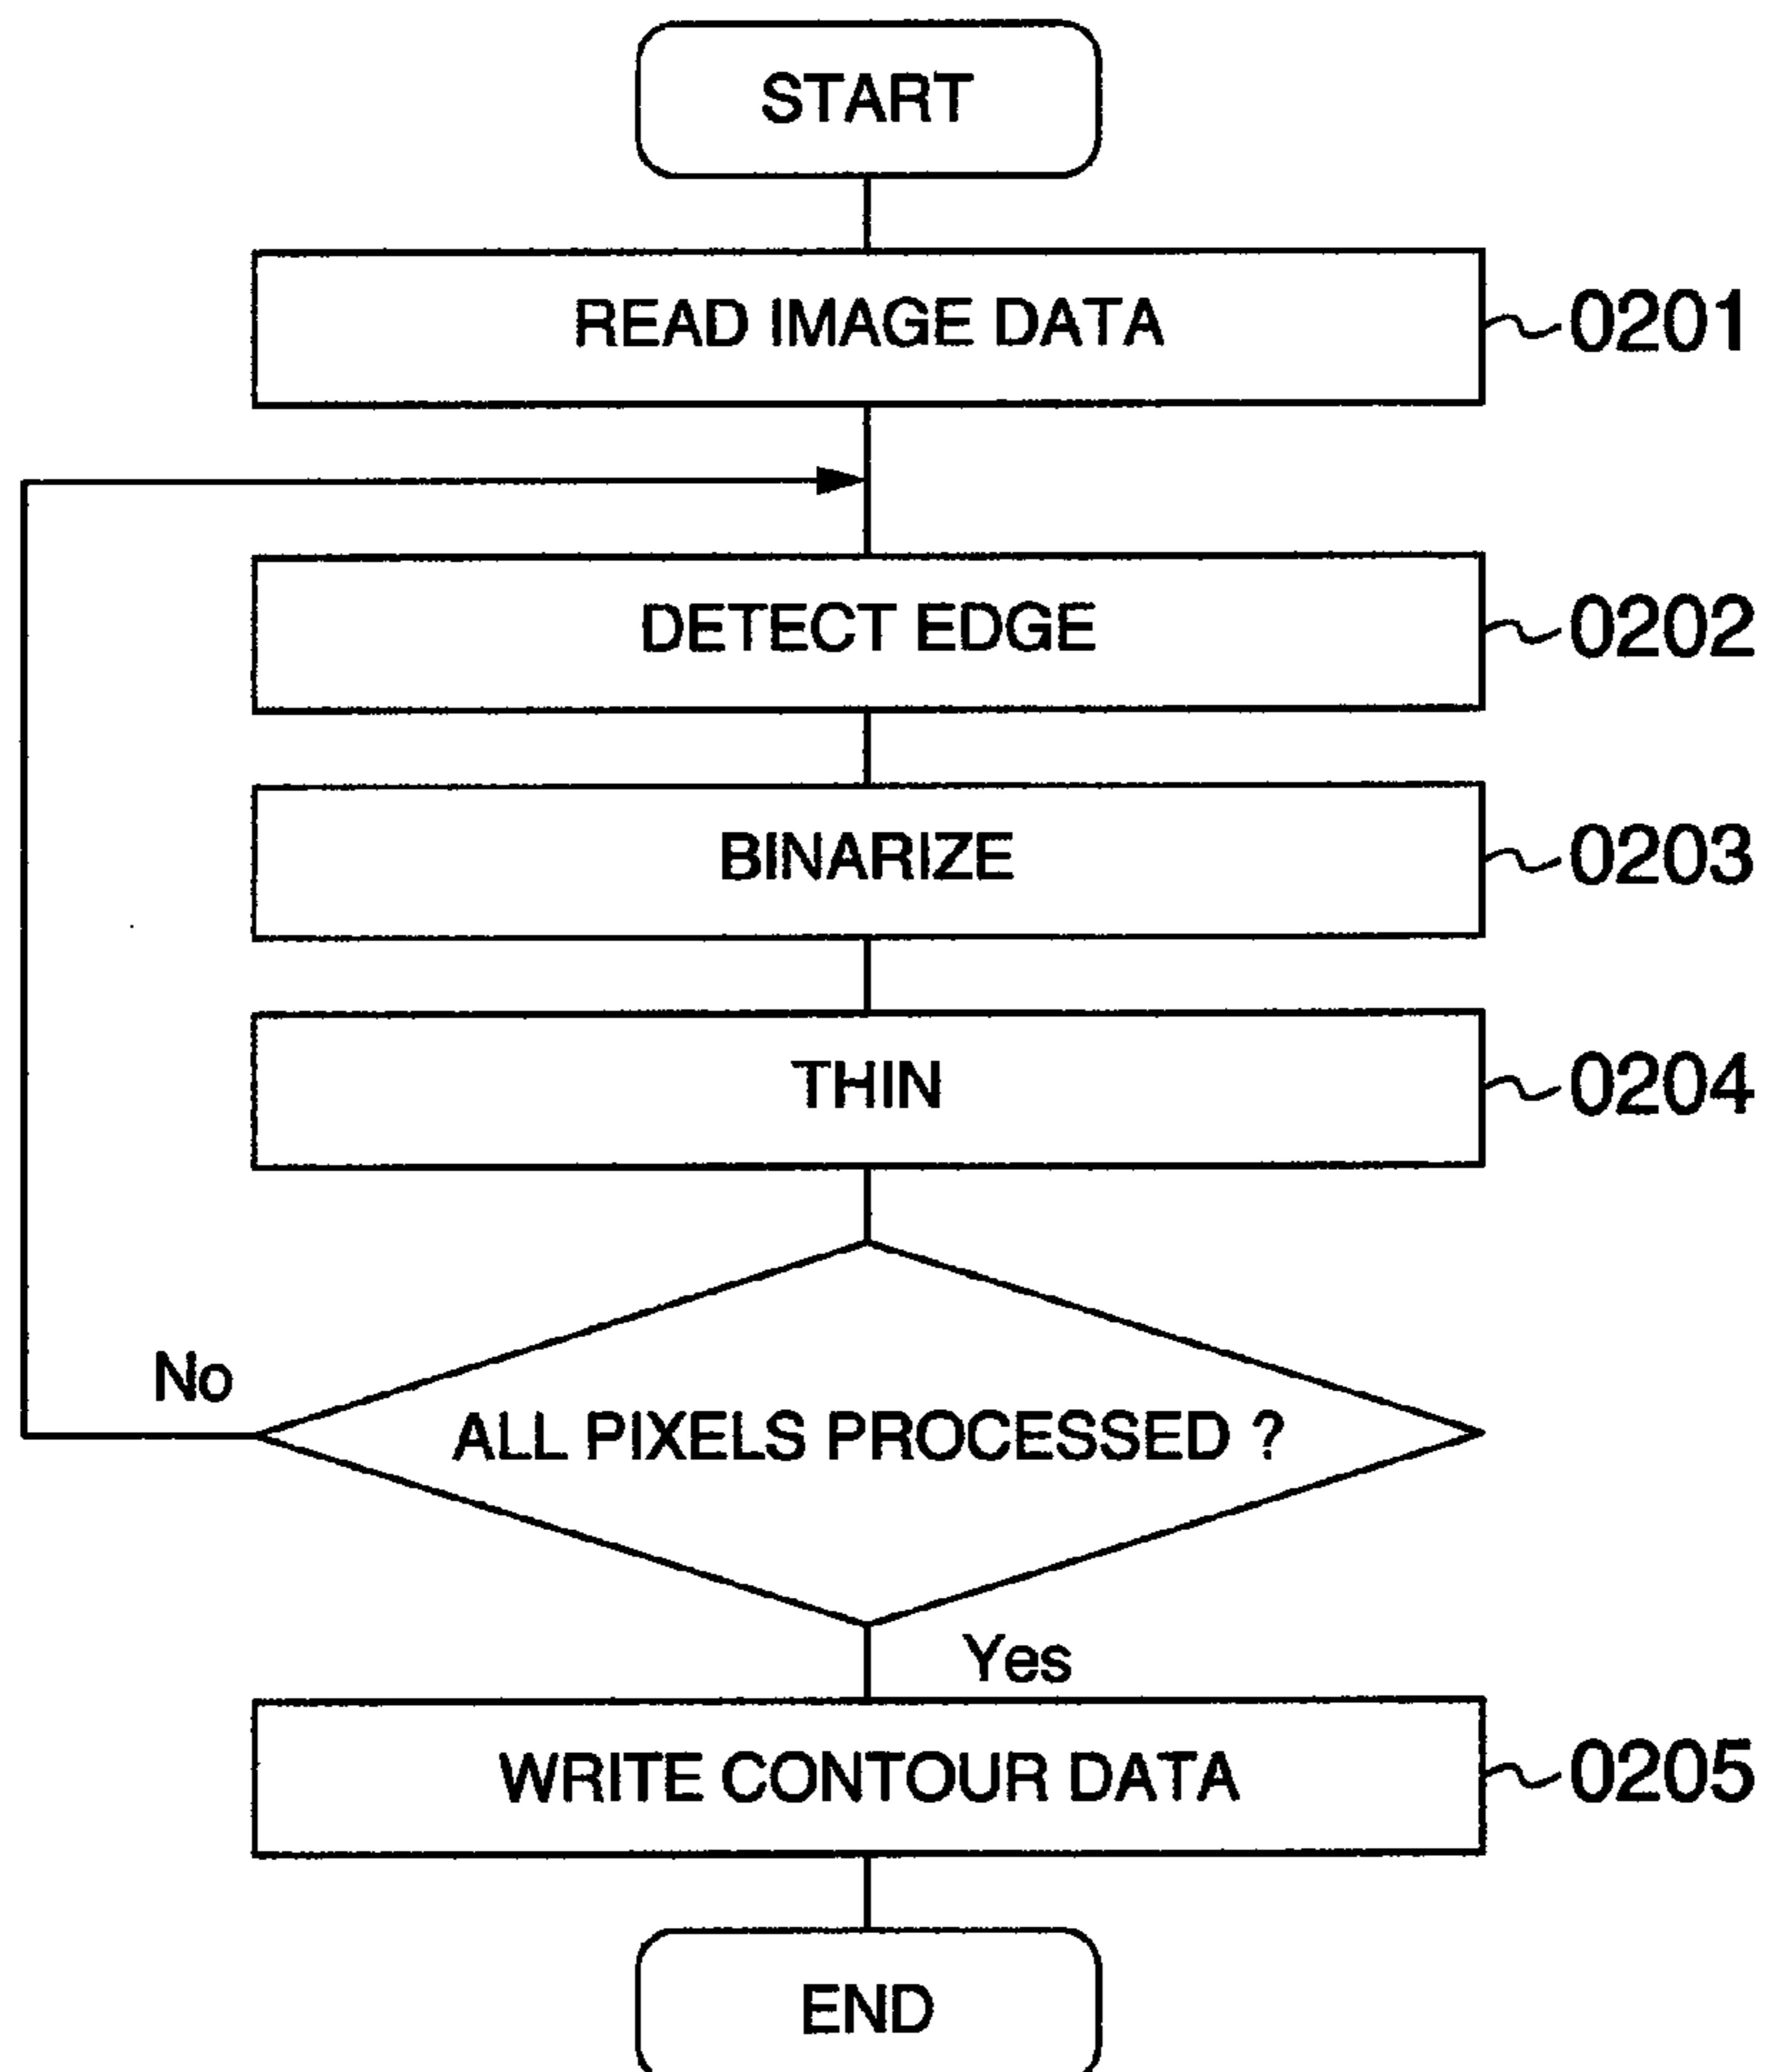 START
READ IMAGE DATA
0201
DETECT EDGE
0202
BINARIZE
0203
THIN
0204
No
ALL PIXELS PROCESSED ?
Yes
WRITE CONTOUR DATA
0205
END